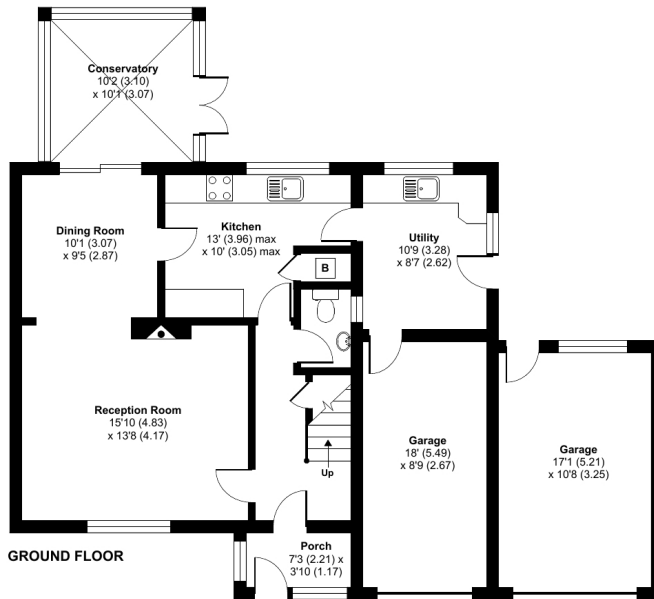 Conservatory
10'2 (3.10)
x 10'1 (3.07)
Dining Room
10'1 (3.07)
x 9'5 (2.87)
Kitchen
13' (3.96) max
x 10' (3.05) max
Utility
10'9 (3.28)
x 8'7 (2.62)
B
Reception Room
15'10 (4.83)
x 13'8 (4.17)
Up
Garage
18' (5.49)
x 8'9 (2.67)
Garage
17'1 (5.21)
x 10'8 (3.25)
GROUND FLOOR
Porch
7'3 (2.21) x
3'10 (1.17)